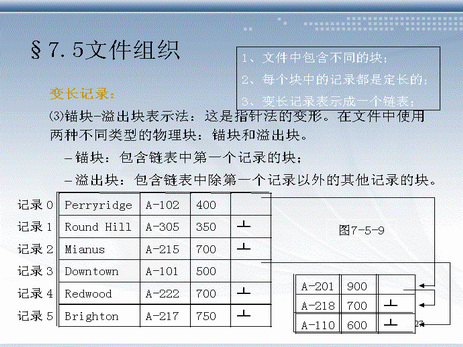 §7.5文件组织
1、文件中包含不同的块；
2、每个块中的记录都是定长的；
3、变长记录表示成一个链表；
变长记录：
⑶锚块-溢出块表示法：这是指针法的变形。在文件中使用
两种不同类型的物理块：锚块和溢出块。
–锚块：包含链表中第一个记录的块；
–溢出块：包含链表中除第一个记录以外的其他记录的块。
记录 0 Perryridge A-102 400
记录 1 Round Hill A-305 350 ┴
记录 2 Mianus A-215 700 ┴
记录 3 Downtown A-101 500
记录 4 Redwood A-222 700 ┴
记录 5 Brighton A-217 750 ┴
图7-5-9
A-201 900
A-218 700 ┴
A-110 600 ┴